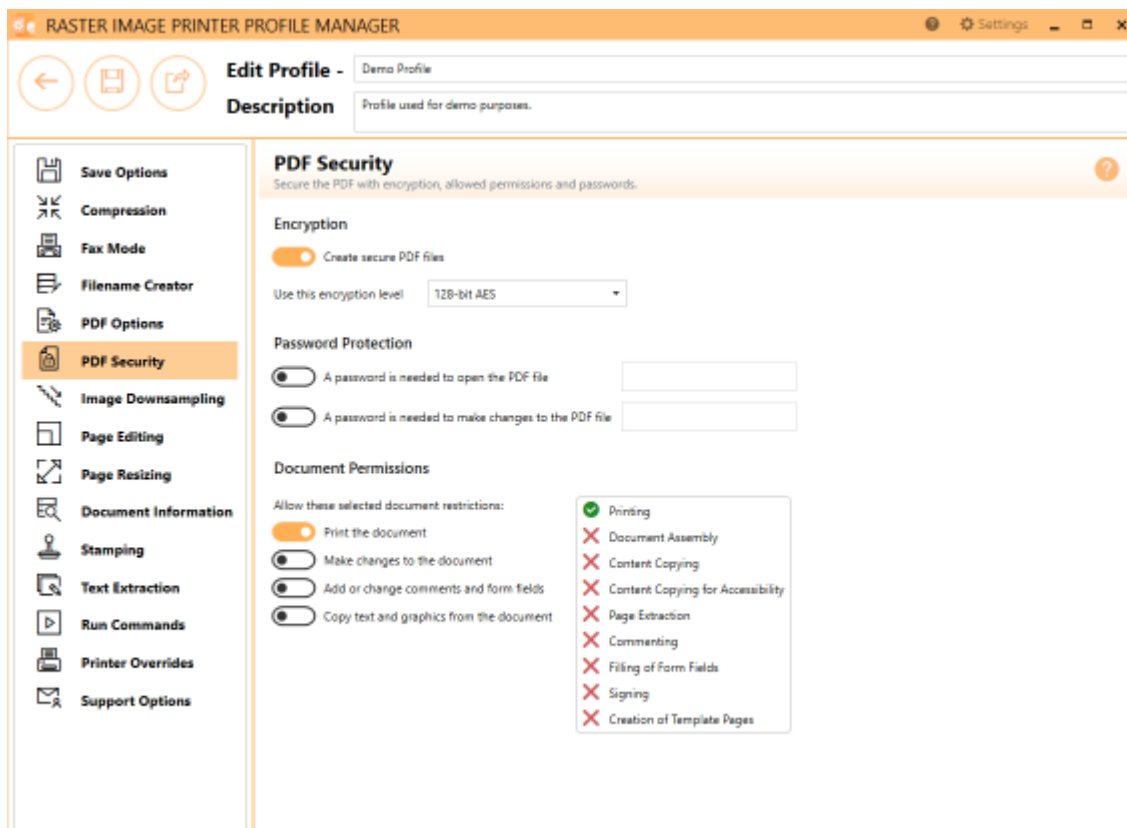 RASTER IMAGE PRINTER PROFILE MANAGER
Settings
Edit Profile - Demo Profile
Description Profile used for demo purposes.
Save Options
Compression
Fax Mode
Filename Creator
PDF Options
PDF Security
Image Downsampling
Page Editing
Page Resizing
Document Information
Stamping
Text Extraction
Run Commands
Printer Overrides
Support Options
PDF Security
Secure the PDF with encryption, allowed permissions and passwords.
Encryption
Create secure PDF files
Use this encryption level 128-bit AES
Password Protection
A password is needed to open the PDF file
A password is needed to make changes to the PDF file
Document Permissions
Allow these selected document restrictions:
Print the document
Make changes to the document
Add or change comments and form fields
Copy text and graphics from the document
Printing
Document Assembly
Content Copying
Content Copying for Accessibility
Page Extraction
Commenting
Filling of Form Fields
Signing
Creation of Template Pages